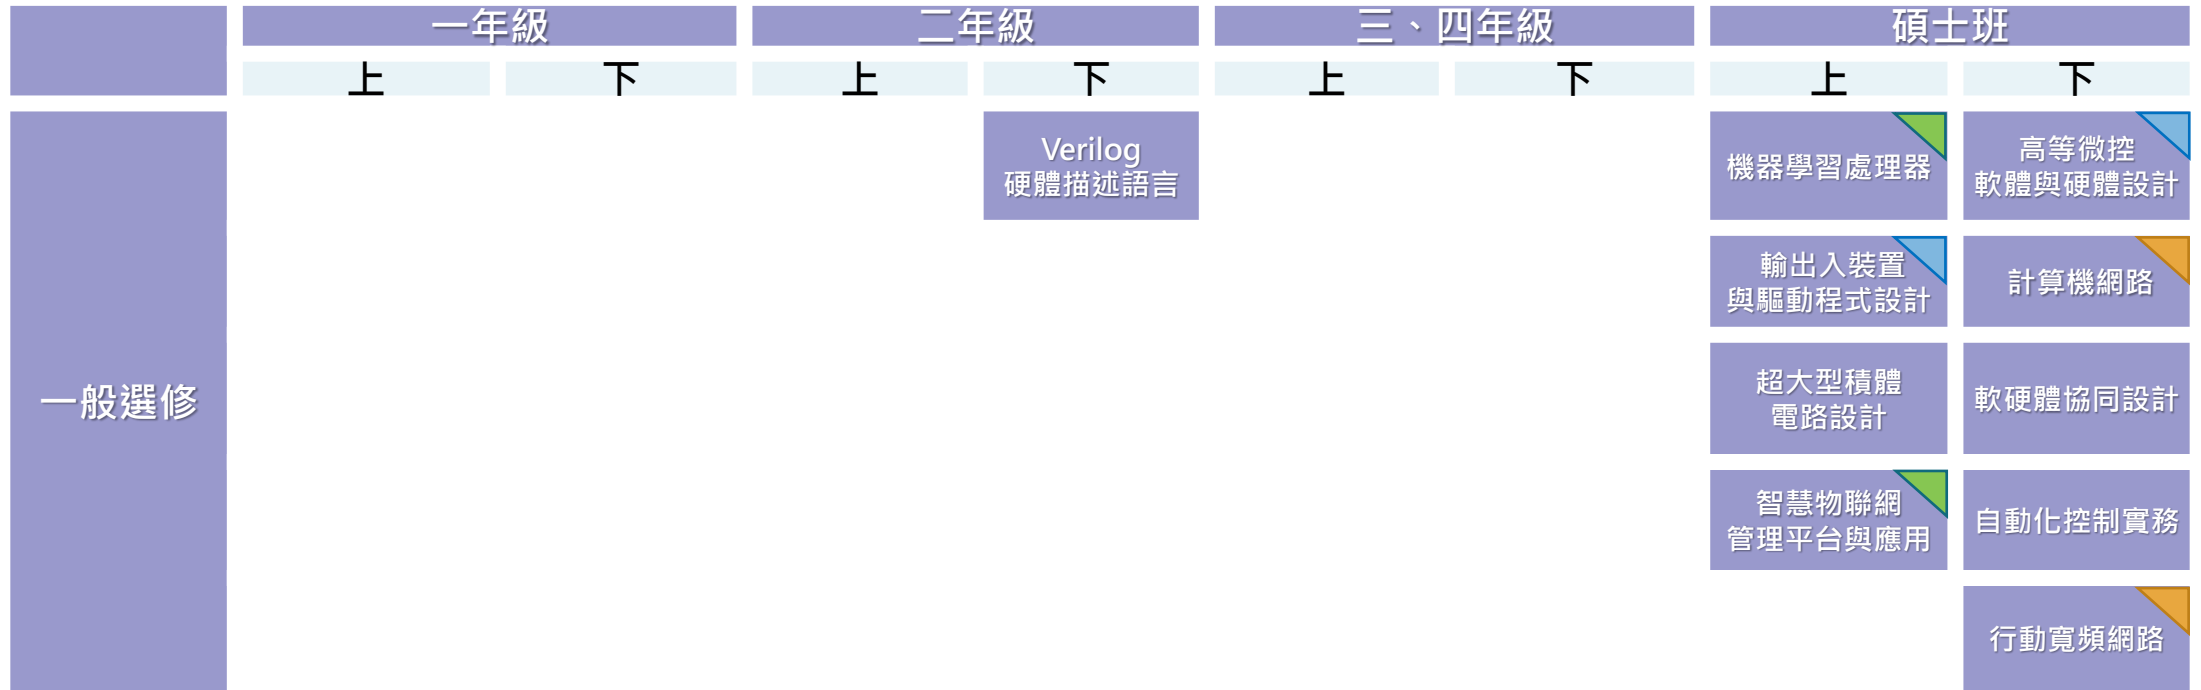 一年級
二年級
三、四年級
碩士班
上
下
上
下
上
下
上
下
一般選修
Verilog
硬體描述語言
機器學習處理器
高等微控
軟體與硬體設計
輸出入裝置
與驅動程式設計
計算機網路
超大型積體
電路設計
軟硬體協同設計
智慧物聯網
管理平台與應用
自動化控制實務
行動寬頻網路